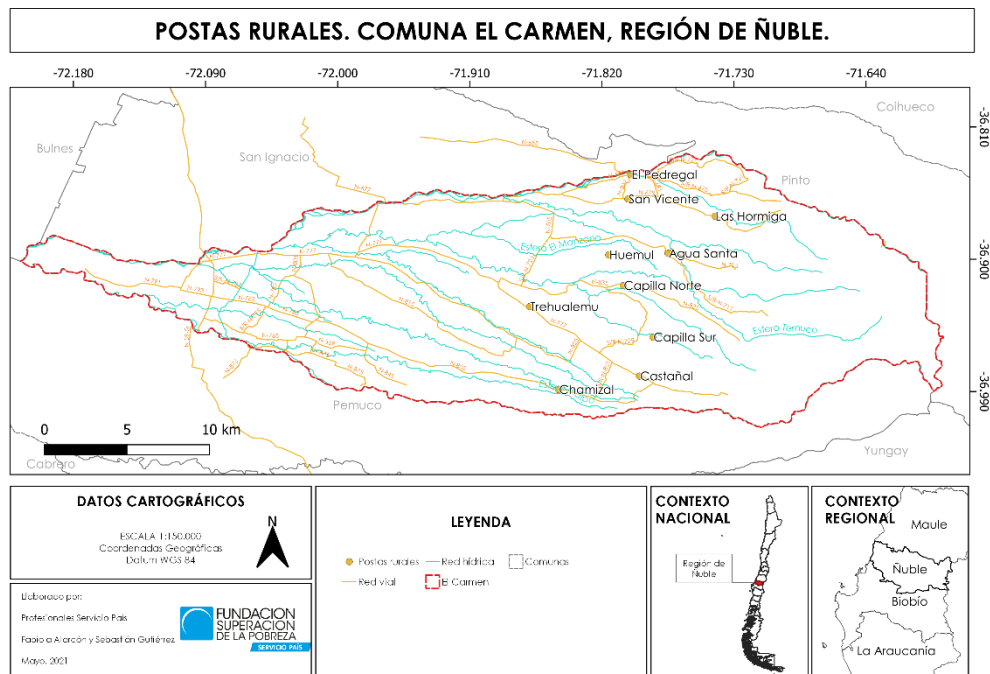 POSTAS RURALES. COMUNA EL CARMEN, REGIÓN DE ÑUBLE.
-72.180 -72.090 -72.000 -71.910 -71.820 -71.730 -71.640
-36.810
-36.900
-36.990
Coihueco
Bulnes
San Ignacio
Pinto
El Pedregal
San Vicente
Las Hormiga
Estero El Manzano
Huemul
Agua Santa
Capilla Norte
Trehualemu
Estero Temuco
Capilla Sur
Castañal
Chamizal
Pemuco
Yungay
Cabrero
0 5 10 km
DATOS CARTOGRÁFICOS
ESCALA 1:150.000
Coordenadas Geográficas
Datum WGS 84
N
Elaborado por:
Profesionales Servicio País
Fabiola Alarcón y Sebastián Gutiérrez
Mayo, 2021
FUNDACION
SUPERACION
DE LA POBREZA
SERVICIO PAÍS
LEYENDA
Postas rurales
Red hídrica
Comunas
Red vial
El Carmen
CONTEXTO
NACIONAL
Región de
Ñuble
CONTEXTO
REGIONAL
Maule
Ñuble
Biobío
La Araucanía